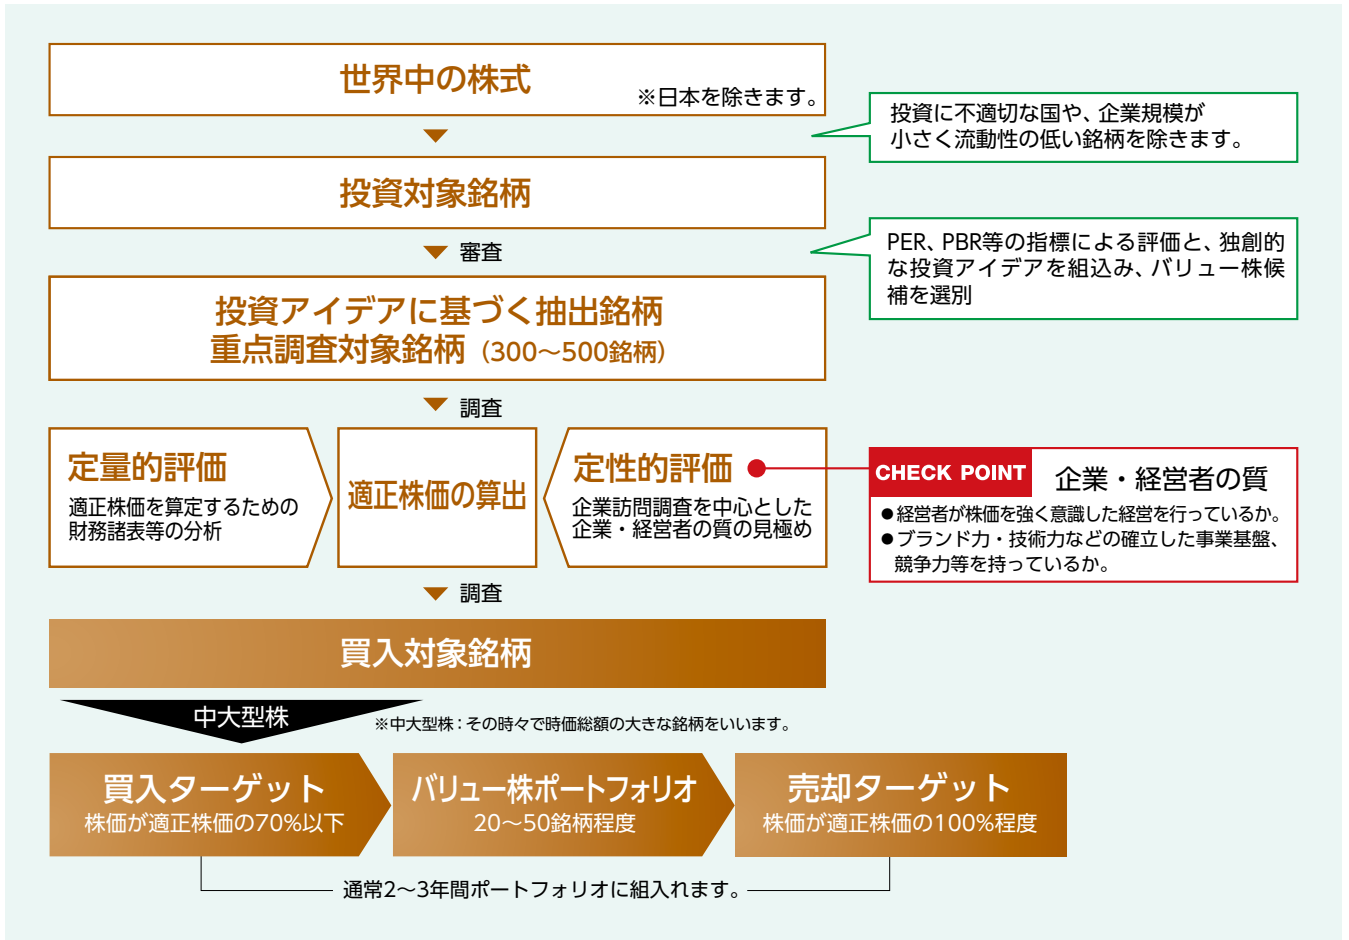 世界中の株式
※日本を除きます。
投資に不適切な国や、企業規模が
小さく流動性の低い銘柄を除きます。
投資対象銘柄
審査
PER、PBR等の指標による評価と、独創的
な投資アイデアを組込み、バリュー株候
補を選別
投資アイデアに基づく抽出銘柄
重点調査対象銘柄（300～500銘柄）
調査
定量的評価
適正株価を算定するための
財務諸表等の分析
適正株価の算出
定性的評価
企業訪問調査を中心とした
企業・経営者の質の見極め
CHECK POINT
企業・経営者の質
●経営者が株価を強く意識した経営を行っているか。
●ブランド力・技術力などの確立した事業基盤、
競争力等を持っているか。
調査
買入対象銘柄
中大型株
※中大型株：その時々で時価総額の大きな銘柄をいいます。
買入ターゲット
株価が適正株価の70%以下
バリュー株ポートフォリオ
20～50銘柄程度
売却ターゲット
株価が適正株価の100%程度
通常2～3年間ポートフォリオに組入れます。